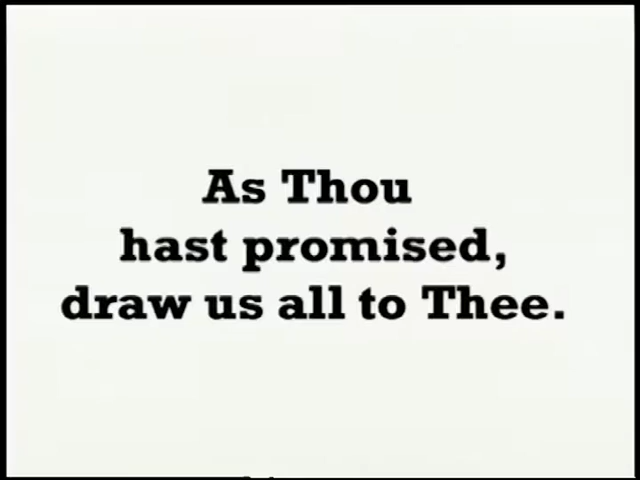 As Thou
hast promised,
draw us all to Thee.